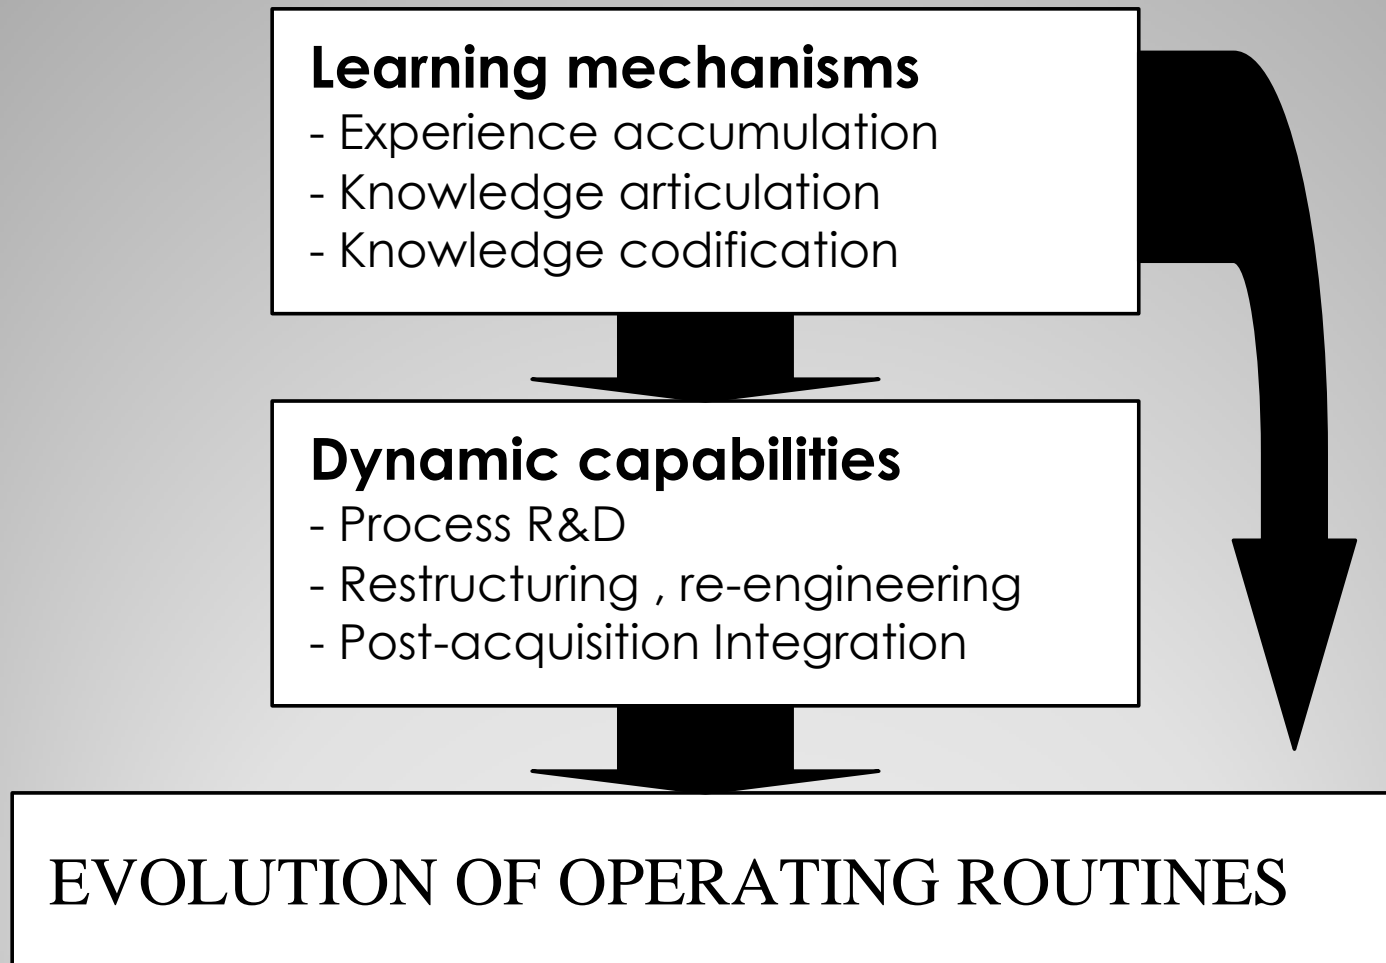 Learning mechanisms
- Experience accumulation
- Knowledge articulation
- Knowledge codification
Dynamic capabilities
- Process R&D
- Restructuring , re-engineering
- Post-acquisition Integration
EVOLUTION OF OPERATING ROUTINES